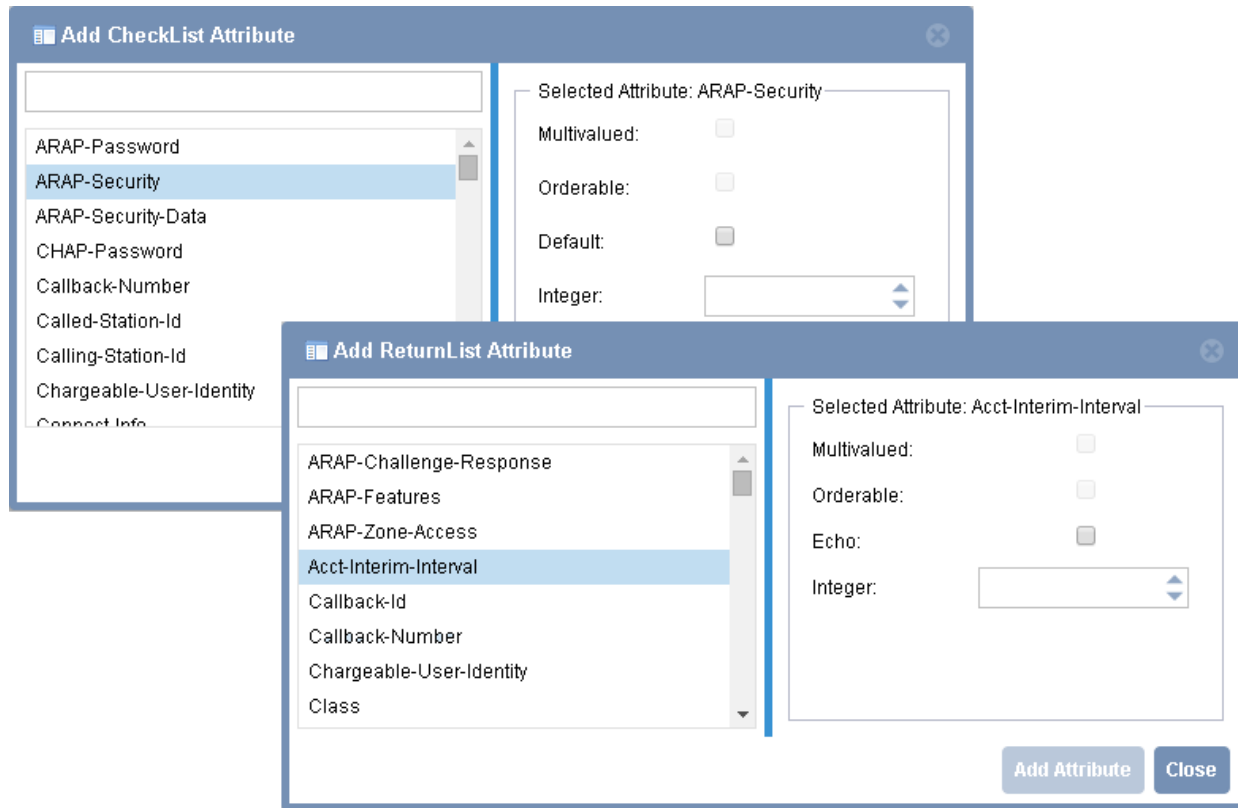 Add CheckList Attribute
ARAP-Password
ARAP-Security
ARAP-Security-Data
CHAP-Password
Callback-Number
Called-Station-Id
Calling-Station-Id
Chargeable-User-Identity
Connect-Info
Selected Attribute: ARAP-Security
Multivalued:
Orderable:
Default:
Integer:
Add ReturnList Attribute
ARAP-Challenge-Response
ARAP-Features
ARAP-Zone-Access
Acct-Interim-Interval
Callback-Id
Callback-Number
Chargeable-User-Identity
Class
Selected Attribute: Acct-Interim-Interval
Multivalued:
Orderable:
Echo:
Integer:
Add Attribute
Close